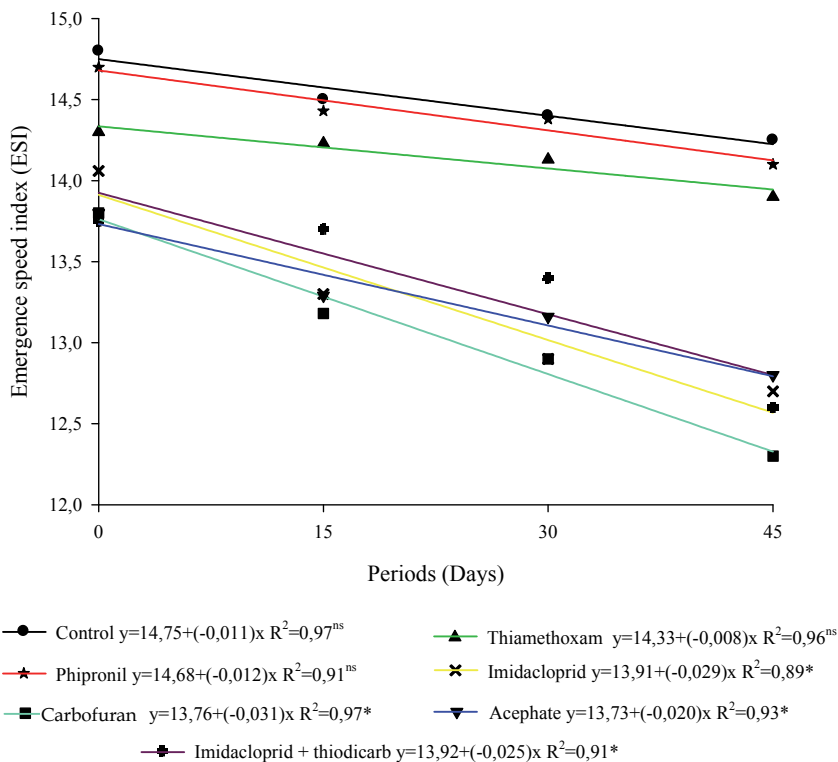 Emergence speed index (ESI)
15,0
14,5
14,0
13,5
13,0
12,5
12,0
0 15 30 45
Periods (Days)
Control y=14,75+(-0,011)x R²=0,97ⁿˢ
Thiamethoxam y=14,33+(-0,008)x R²=0,96ⁿˢ
Phipronil y=14,68+(-0,012)x R²=0,91ⁿˢ
Imidacloprid y=13,91+(-0,029)x R²=0,89*
Carbofuran y=13,76+(-0,031)x R²=0,97*
Acephate y=13,73+(-0,020)x R²=0,93*
Imidacloprid + thiodicarb y=13,92+(-0,025)x R²=0,91*